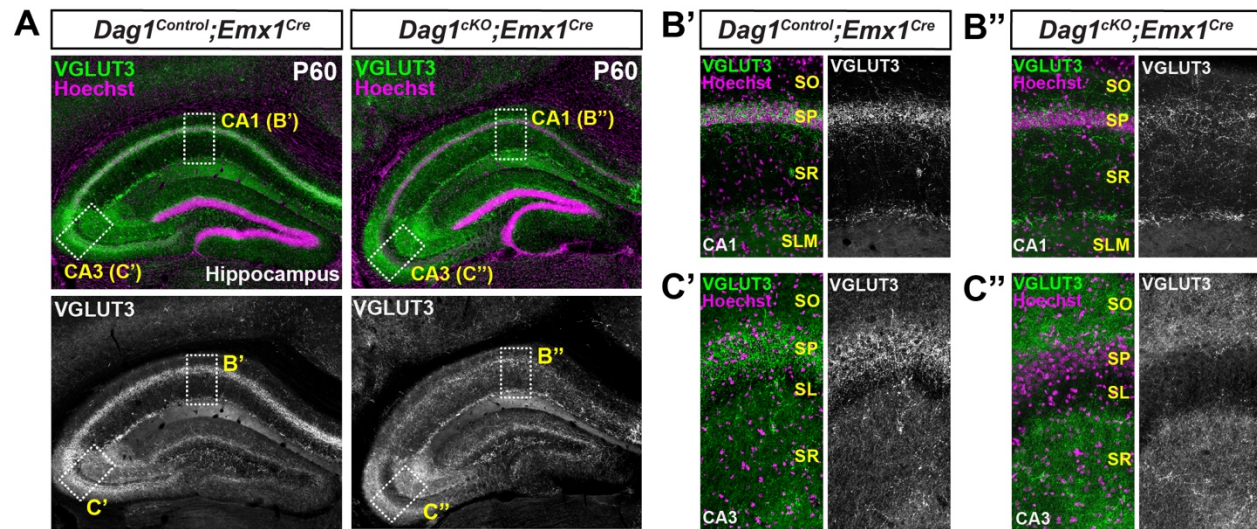 A
Dag1Control;Emx1Cre
Dag1cKO;Emx1Cre
VGLUT3
Hoechst
P60
CA1 (B’)
CA3 (C’)
Hippocampus
VGLUT3
Hoechst
P60
CA1 (B”)
CA3 (C”)
VGLUT3
B’
C’
B”
C”
B’
Dag1Control;Emx1Cre
VGLUT3
Hoechst
SO
SP
SR
SLM
CA1
VGLUT3
B”
Dag1cKO;Emx1Cre
VGLUT3
Hoechst
SO
SP
SR
SLM
CA1
VGLUT3
C’
VGLUT3
Hoechst
SO
SP
SL
SR
CA3
VGLUT3
C”
VGLUT3
Hoechst
SO
SP
SL
SR
CA3
VGLUT3